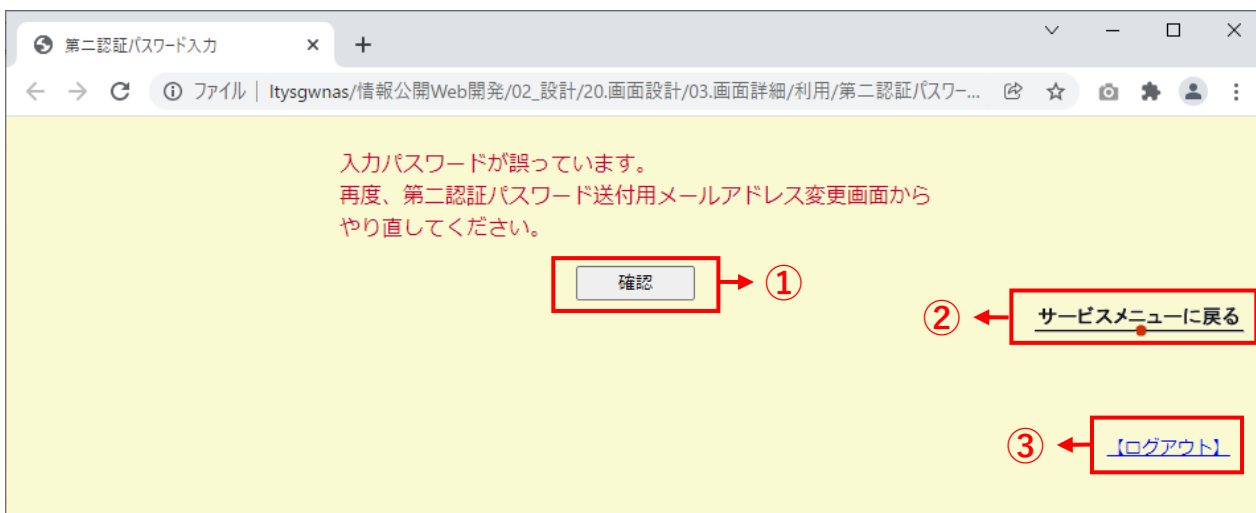 第二認証パスワード入力
ファイル | ltysgwnas/情報公開Web開発/02_設計/20.画面設計/03.画面詳細/利用/第二認証パスワー...
入力パスワードが誤っています。
再度、第二認証パスワード送付用メールアドレス変更画面から
やり直してください。
確認
①
②
サービスメニューに戻る
③
【ログアウト】